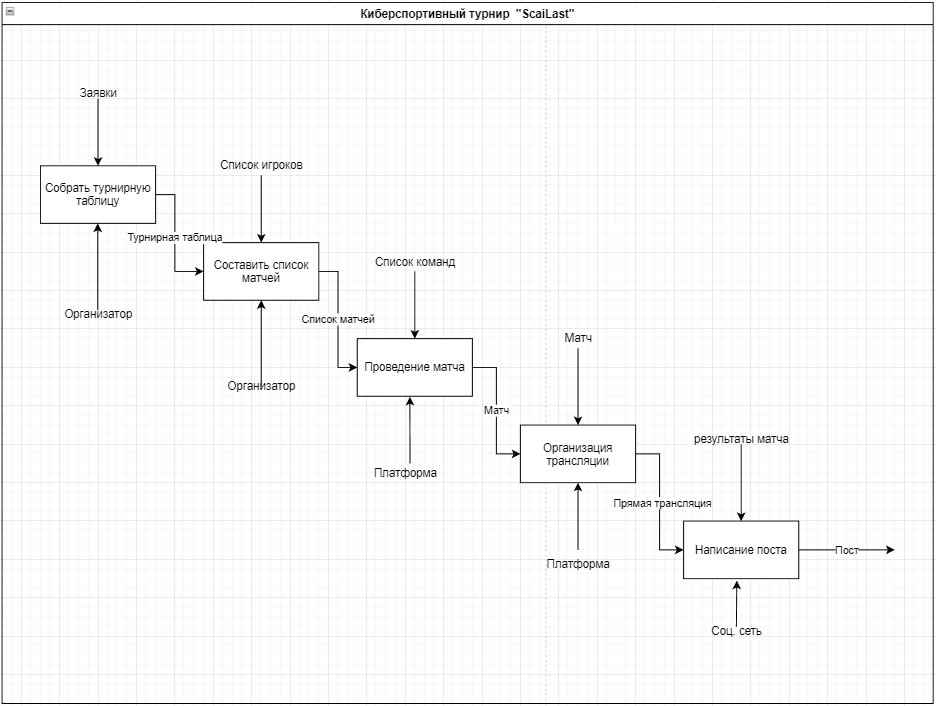 Киберспортивный турнир "ScaiLast"
Заявки
Собрать турнирную
таблицу
Список игроков
Турнирная таблица
Составить список
матчей
Организатор
Список команд
Список матчей
Организатор
Проведение матча
Матч
Матч
Платформа
Организация
трансляции
результаты матча
Прямая трансляция
Платформа
Написание поста
Пост
Соц. сеть